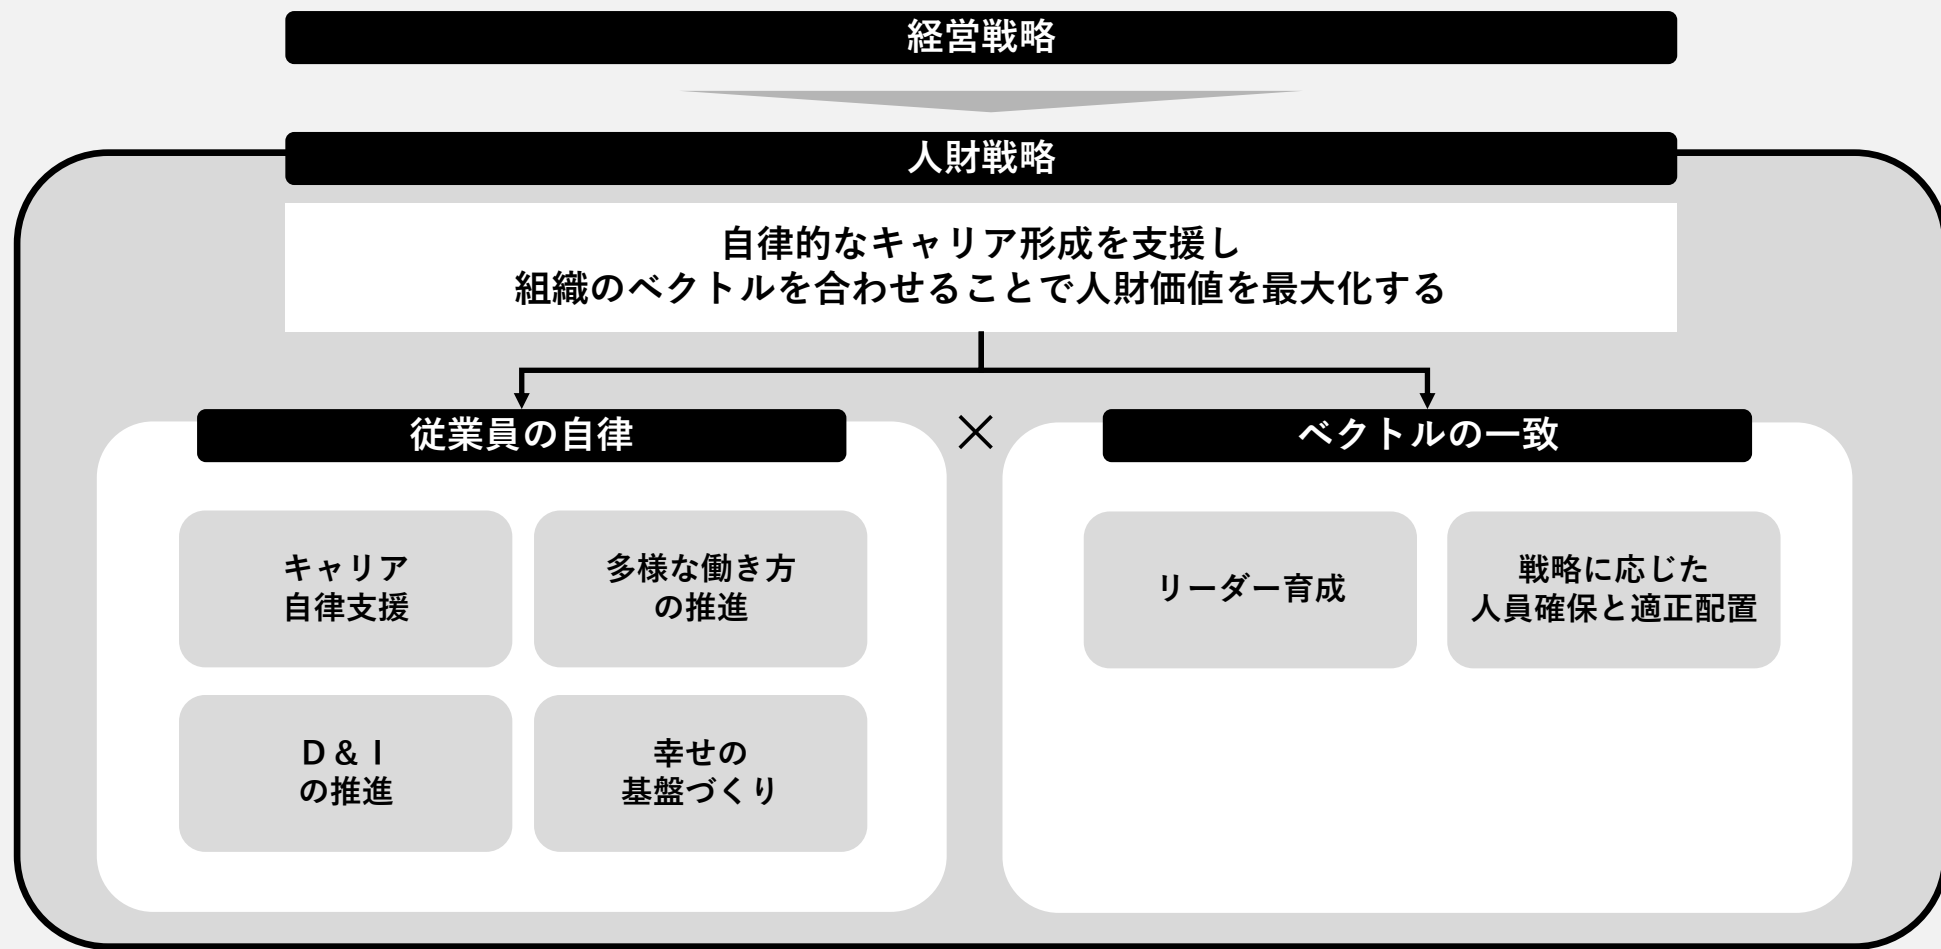 経営戦略
人財戦略
自律的なキャリア形成を支援し
組織のベクトルを合わせることで人財価値を最大化する
従業員の自律
×
ベクトルの一致
キャリア
自律支援
多様な働き方
の推進
リーダー育成
戦略に応じた
人員確保と適正配置
D＆I
の推進
幸せの
基盤づくり